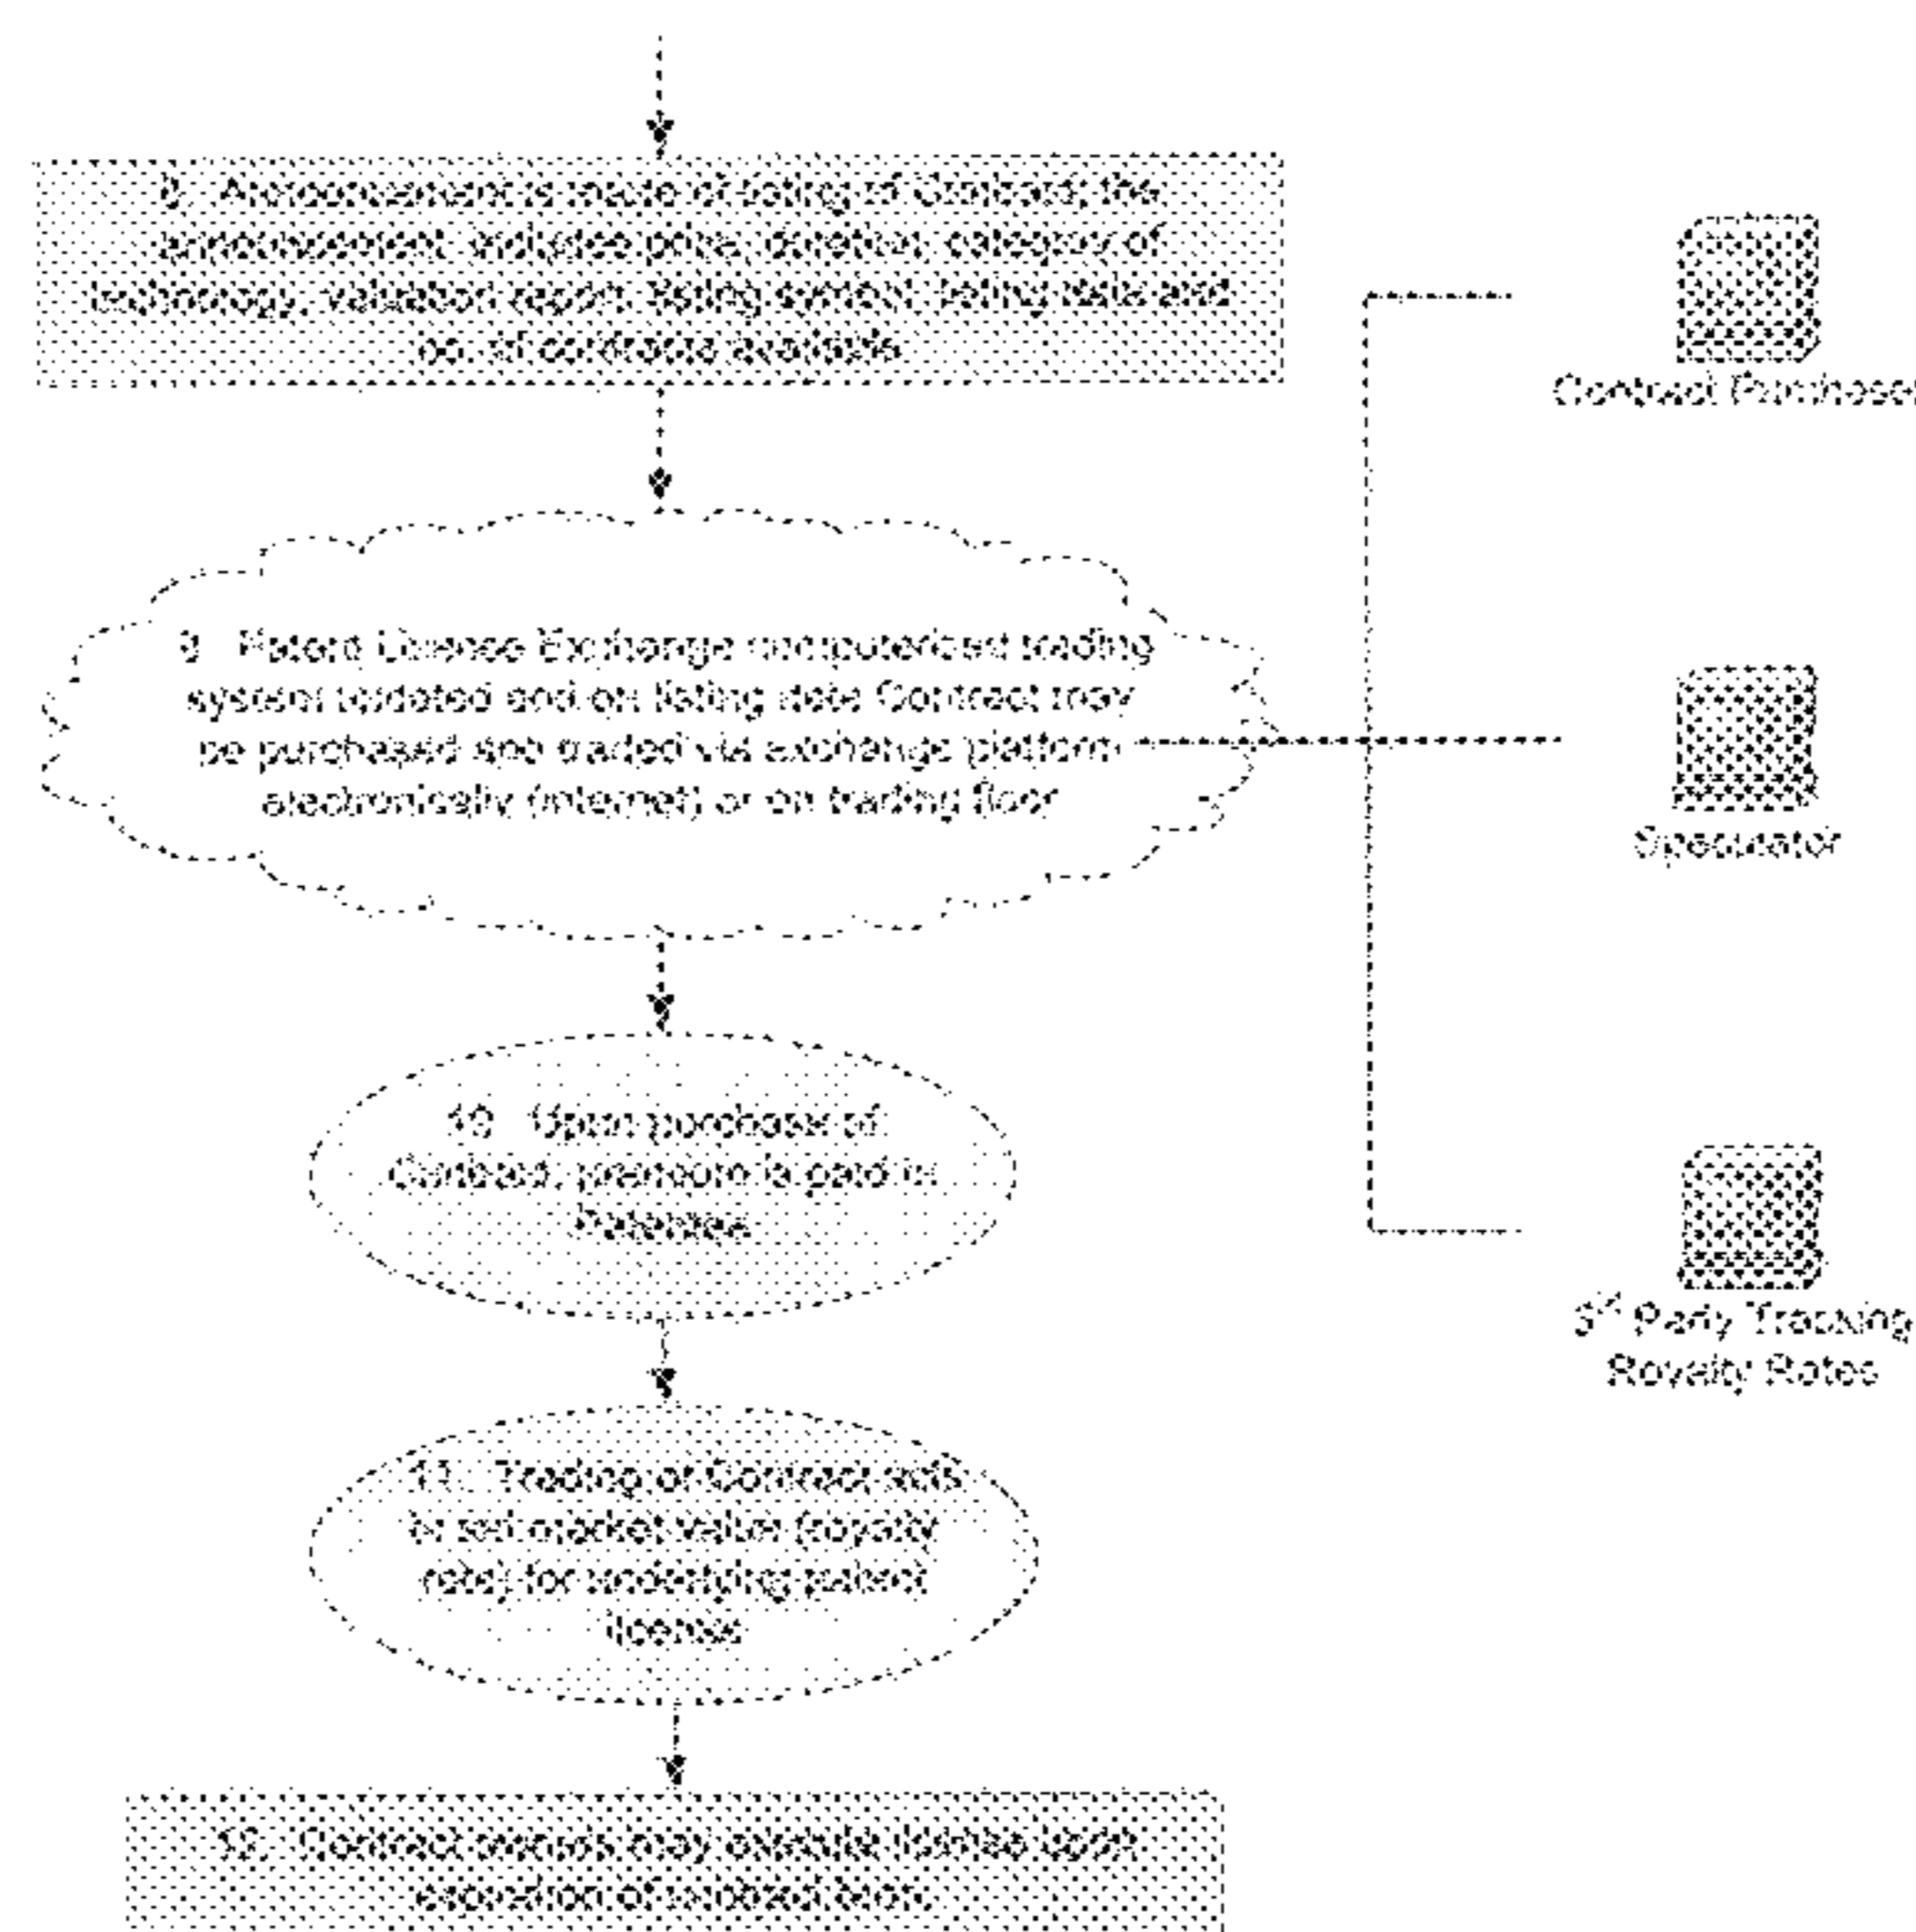 8. Announcement is made of listing of Contract; the
announcement includes price, duration, category of
technology, valuation report, listing symbol, listing date and
no. of contracts available
9. Patent License Exchange computerized trading
system updated and on listing date Contract may
be purchased and traded via exchange platform
electronically (internet) or on trading floor
10. Upon purchase of
Contract, premium is paid to
11. Trading of Contract acts
to set market value (royalty
rate) for underlying patent
license
12. Contract may license upon
expiration of contract term
Contract Purchaser
Speculator
3rd Party Tracking
Royalty Rates